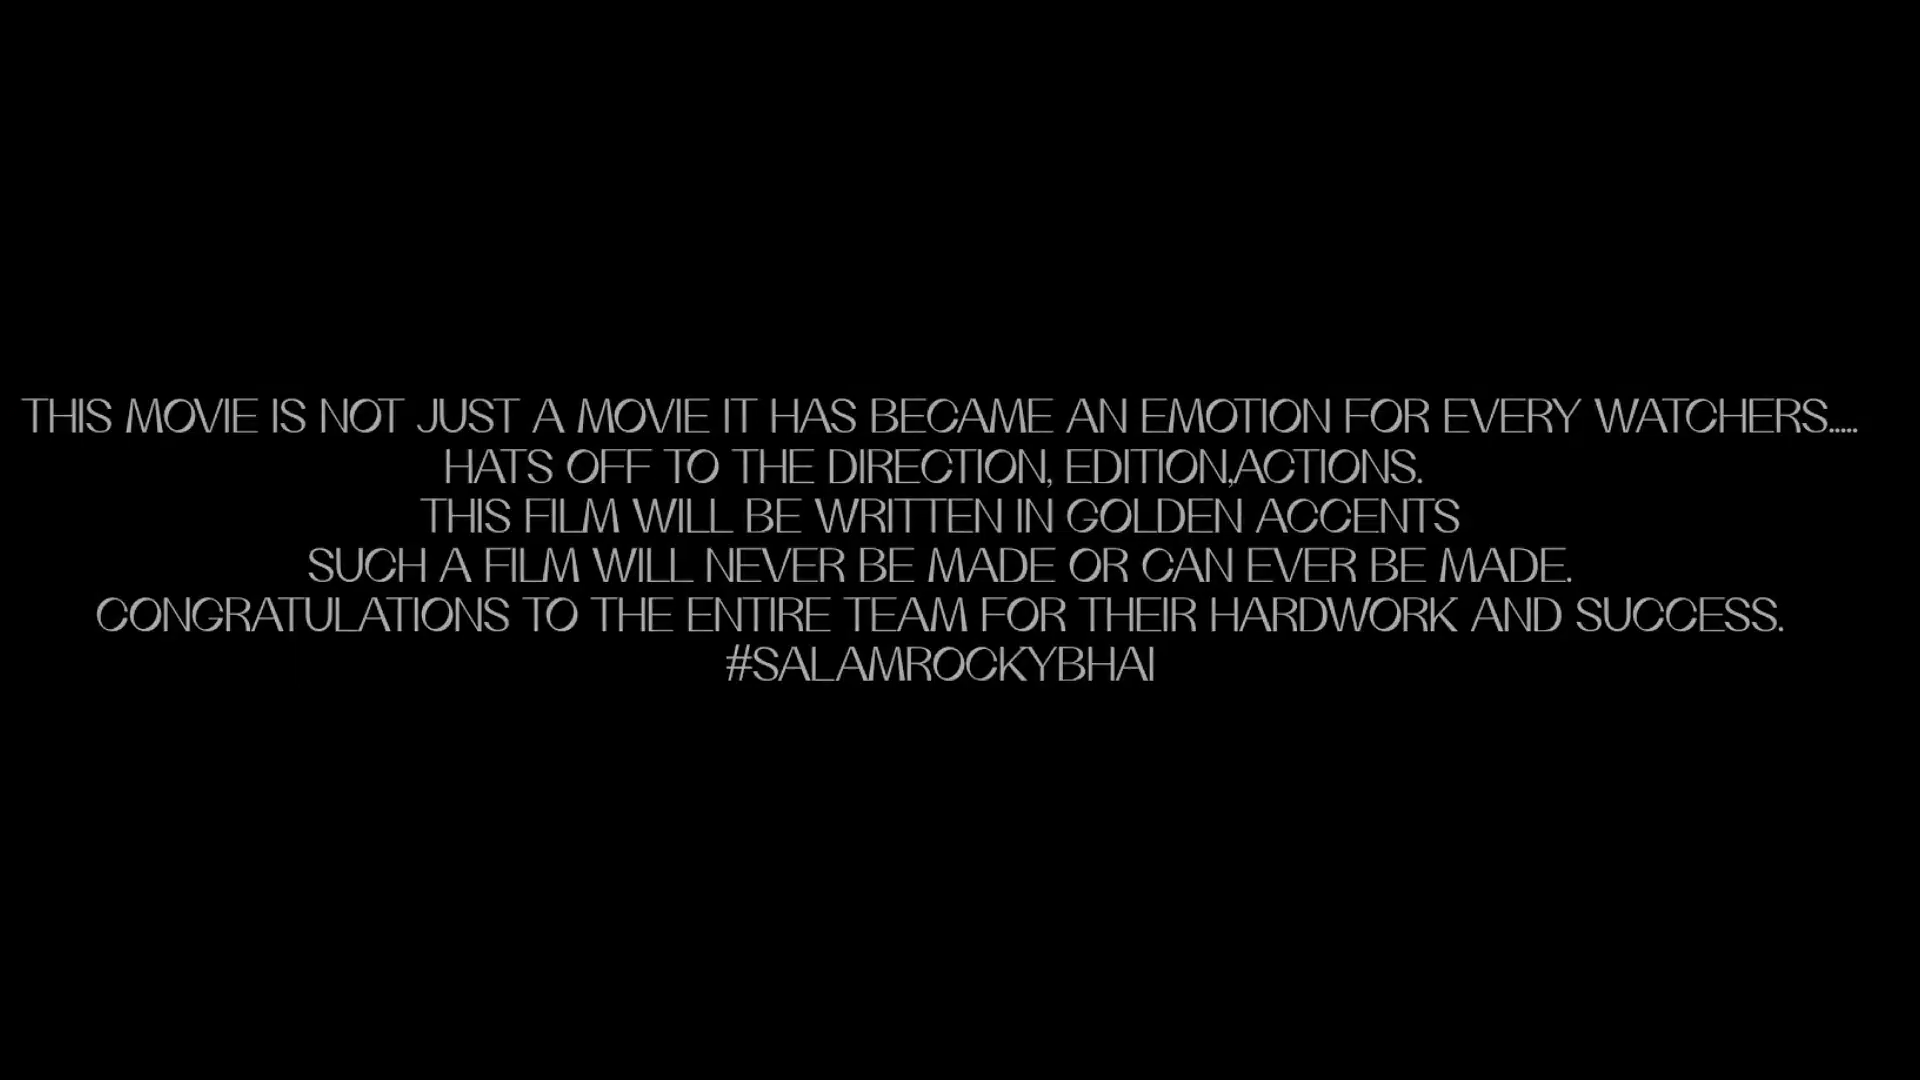 THIS MOVIE IS NOT JUST A MOVIE IT HAS BECAME AN EMOTION FOR EVERY WATCHERS.....
HATS OFF TO THE DIRECTION, EDITION,ACTIONS.
THIS FILM WILL BE WRITTEN IN GOLDEN ACCENTS
SUCH A FILM WILL NEVER BE MADE OR CAN EVER BE MADE.
CONGRATULATIONS TO THE ENTIRE TEAM FOR THEIR HARDWORK AND SUCCESS.
#SALAMROCKYBHAI